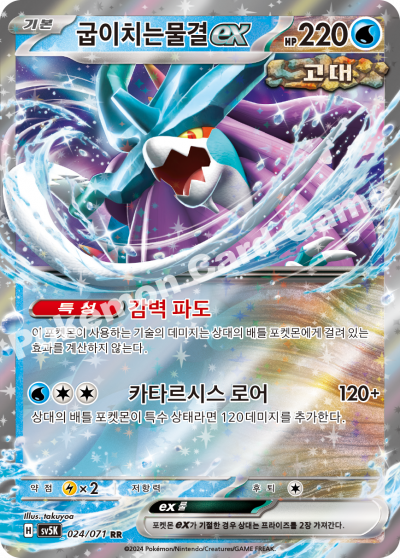 기본 굽이치는물결ex HP220
고대
Pokémon Card Game
특성 감벽 파도
이 포켓몬이 사용하는 기술의 데미지는 상대의 배틀 포켓몬에게 걸려 있는
효과를 계산하지 않는다.
카타르시스 로어 120+
상대의 배틀 포켓몬이 특수 상태라면 120데미지를 추가한다.
약점 ×2 저항력 후퇴
Illus. takuyoa
H sv5K 024/071 RR
ex 룰
포켓몬 ex가 기절한 경우 상대는 프라이즈를 2장 가져간다.
©2024 Pokémon/Nintendo/Creatures/GAME FREAK.